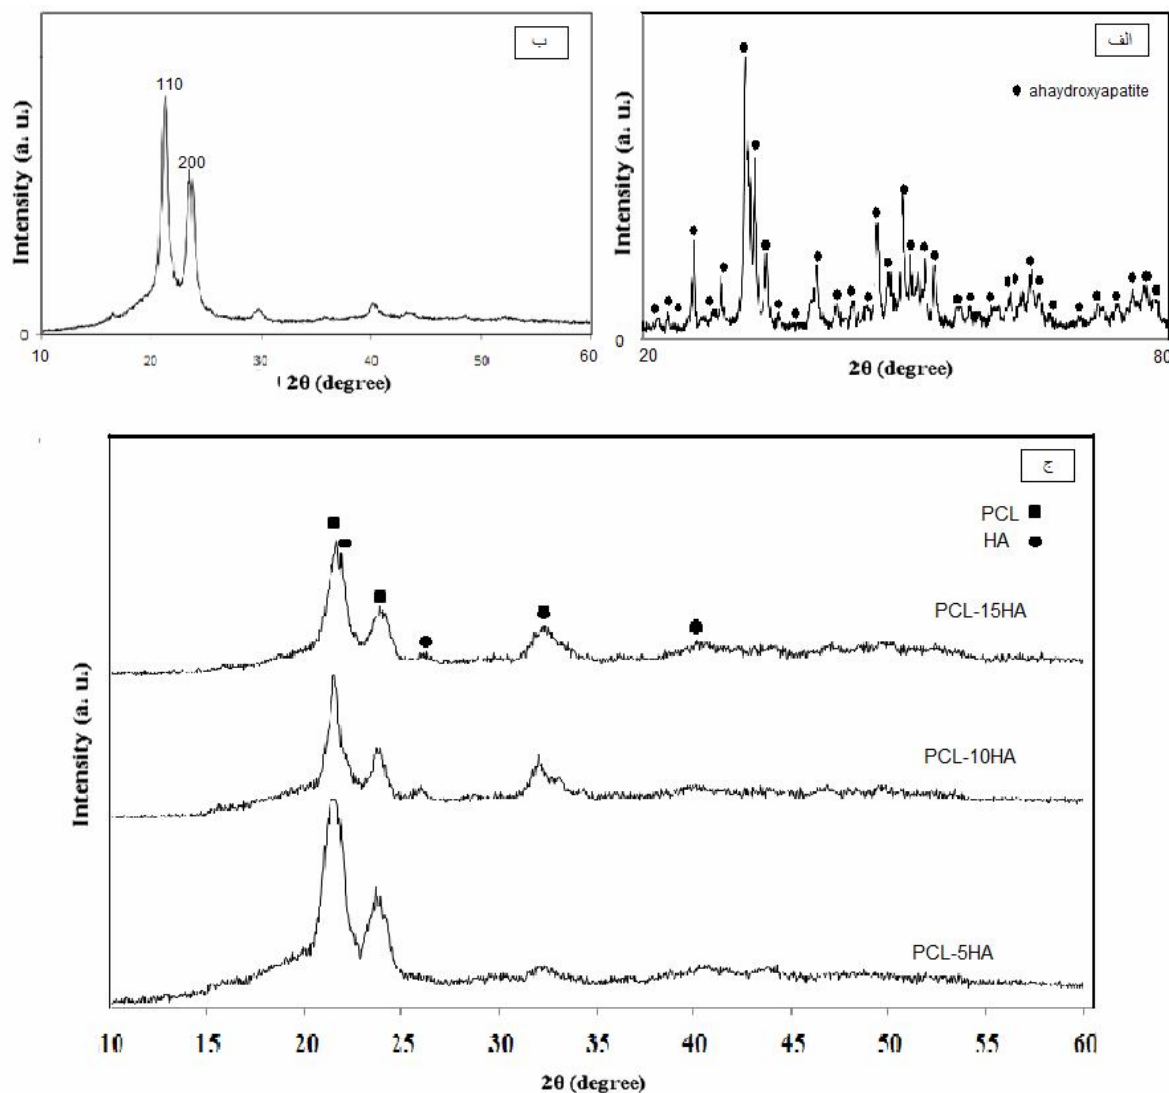 ب
110
200
Intensity (a. u.)
0
10 20 30 40 50 60
2θ (degree)
الف
ahaydroxyapatite
Intensity (a. u.)
0
20 80
2θ (degree)
ج
PCL
HA
PCL-15HA
PCL-10HA
PCL-5HA
Intensity (a. u.)
10 15 20 25 30 35 40 45 50 55 60
2θ (degree)